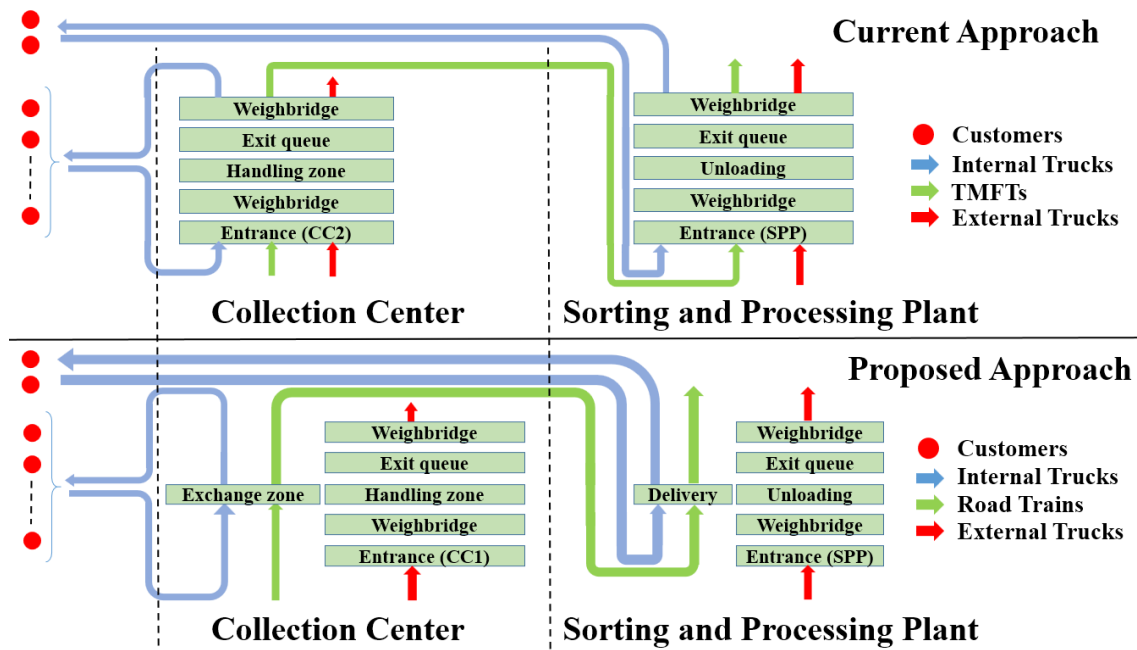 Current Approach
Weighbridge
Exit queue
Handling zone
Weighbridge
Entrance (CC2)
Weighbridge
Exit queue
Unloading
Weighbridge
Entrance (SPP)
Customers
Internal Trucks
TMFTs
External Trucks
Collection Center
Sorting and Processing Plant
Proposed Approach
Weighbridge
Exit queue
Exchange zone
Handling zone
Weighbridge
Entrance (CC1)
Delivery
Weighbridge
Exit queue
Unloading
Weighbridge
Entrance (SPP)
Customers
Internal Trucks
Road Trains
External Trucks
Collection Center
Sorting and Processing Plant